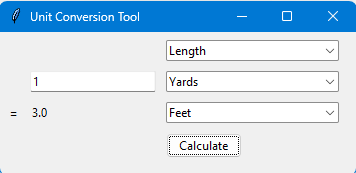 Unit Conversion Tool
Length
1 Yards
= 3.0 Feet
Calculate